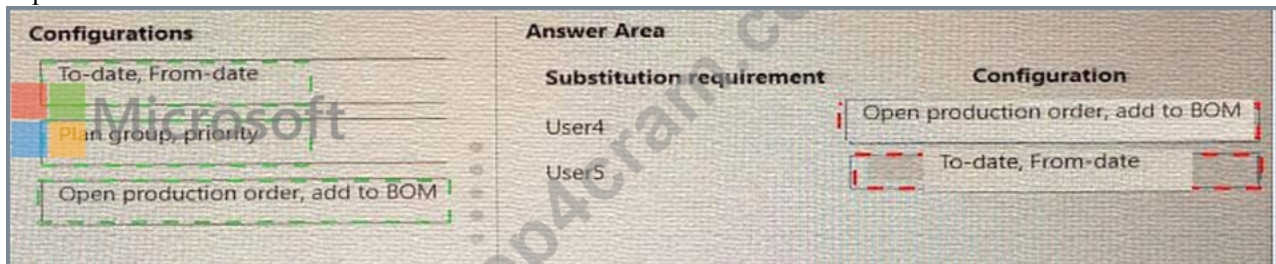 Configurations
To-date, From-date
Microsoft
Plan group, priority
Open production order, add to BOM
Answer Area
Substitution requirement
Configuration
User4
Open production order, add to BOM
User5
To-date, From-date